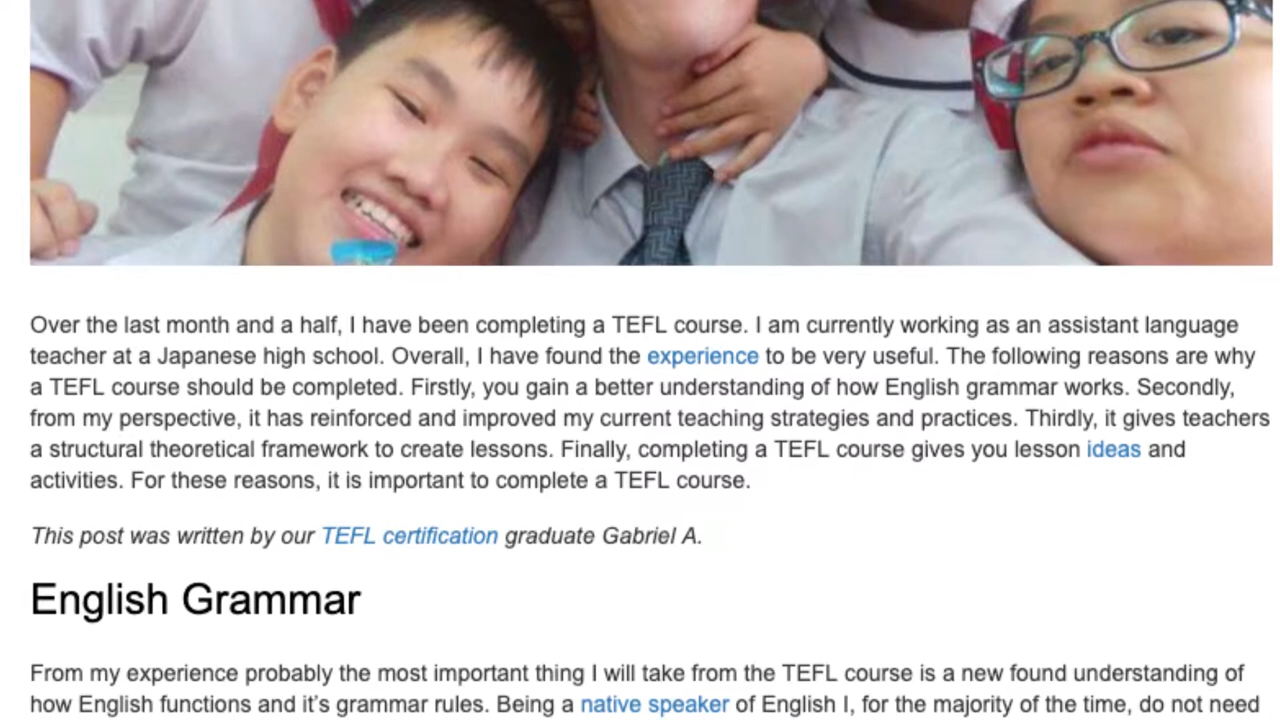 Over the last month and a half, I have been completing a TEFL course. I am currently working as an assistant language
teacher at a Japanese high school. Overall, I have found the experience to be very useful. The following reasons are why
a TEFL course should be completed. Firstly, you gain a better understanding of how English grammar works. Secondly,
from my perspective, it has reinforced and improved my current teaching strategies and practices. Thirdly, it gives teachers
a structural theoretical framework to create lessons. Finally, completing a TEFL course gives you lesson ideas and
activities. For these reasons, it is important to complete a TEFL course.
This post was written by our TEFL certification graduate Gabriel A.
English Grammar
From my experience probably the most important thing I will take from the TEFL course is a new found understanding of
how English functions and it’s grammar rules. Being a native speaker of English I, for the majority of the time, do not need